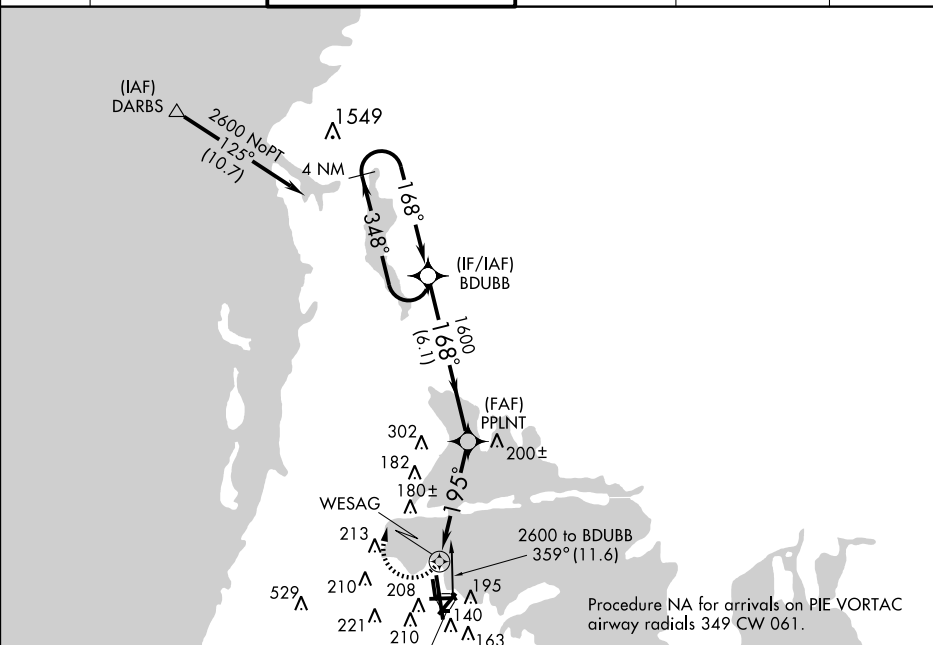 (IAF)
DARBS
2600 NoPT
125°
(10.7)
1549
4 NM
168°
348°
(IF/IAF)
BDUBB
1600
168°
(6.1)
(FAF)
PPLNT
302
200±
182
180±
195°
WESAG
213
2600 to BDUBB
359° (11.6)
210
208
195
529
140
221
210
163
Procedure NA for arrivals on PIE VORTAC
airway radials 349 CW 061.